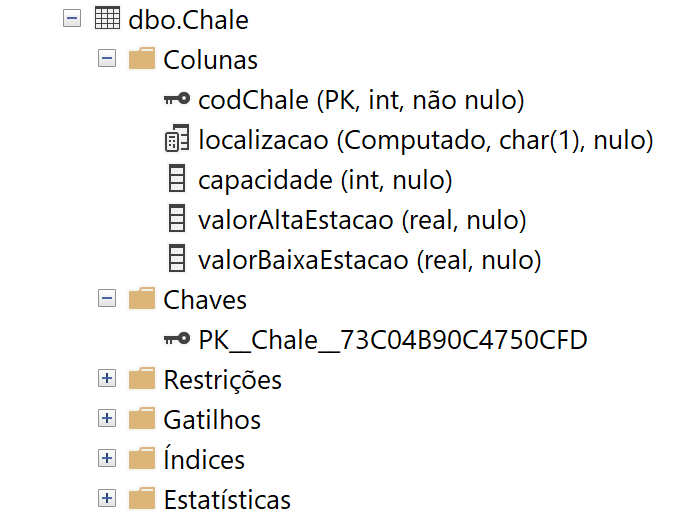 dbo.Chale
Colunas
codChale (PK, int, não nulo)
localizacao (Computado, char(1), nulo)
capacidade (int, nulo)
valorAltaEstacao (real, nulo)
valorBaixaEstacao (real, nulo)
Chaves
PK__Chale__73C04B90C4750CFD
Restrições
Gatilhos
Índices
Estatísticas